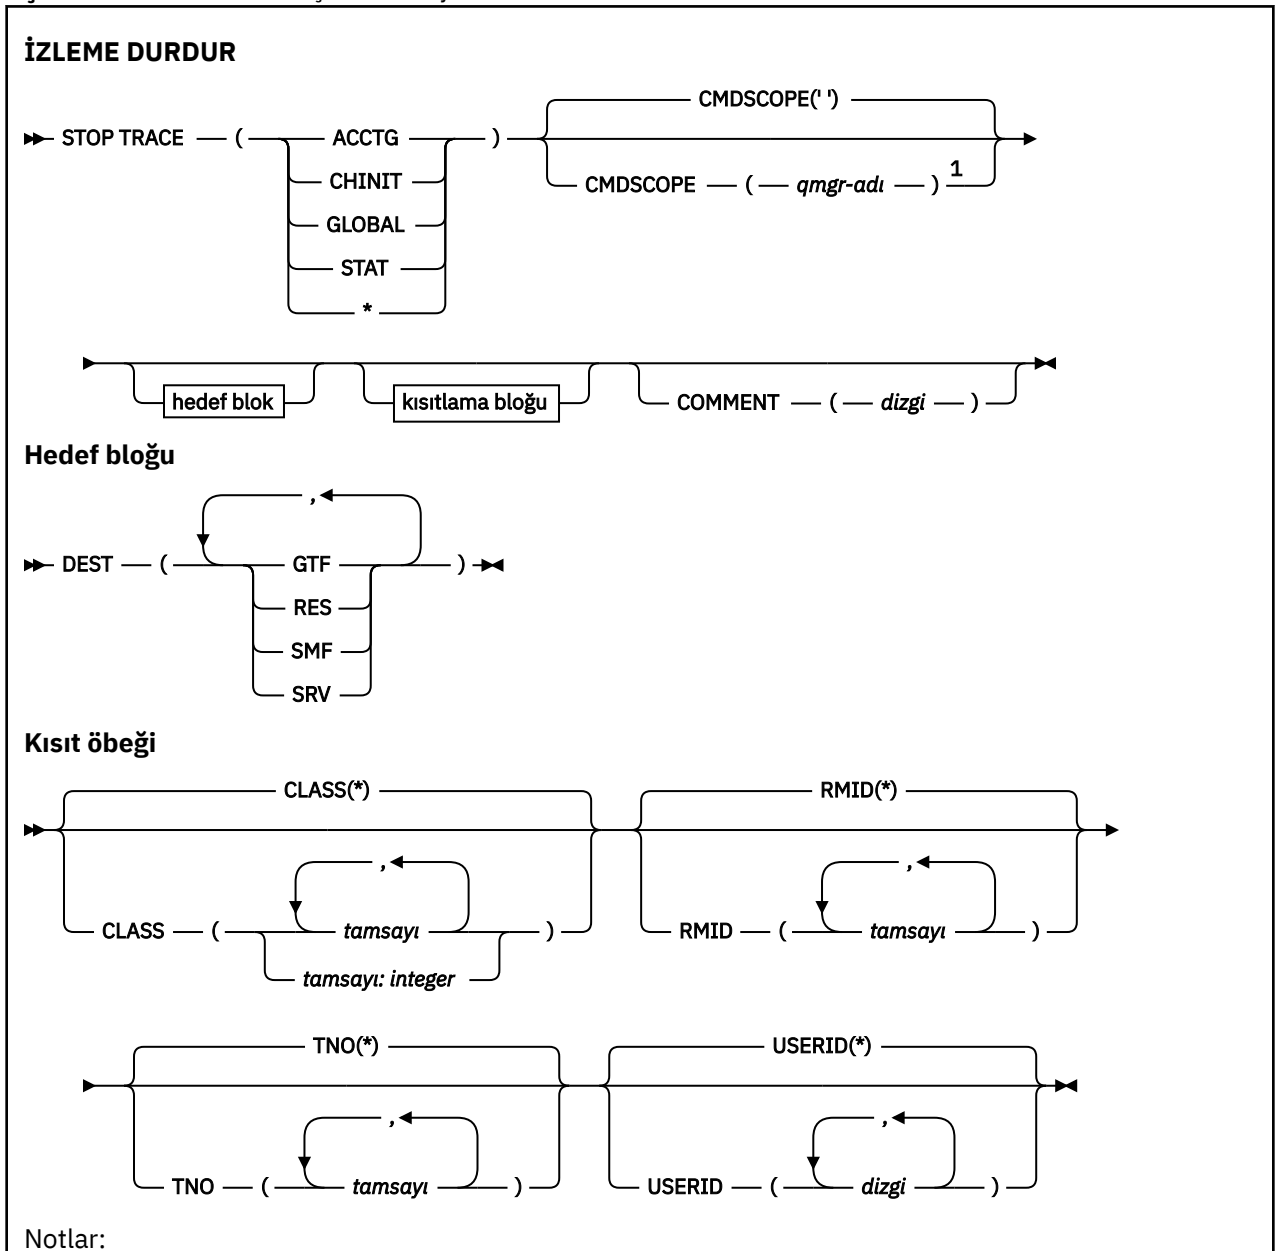 İZLEME DURDUR
CMDSCOPE(' ')
STOP TRACE ( ACCTG )
CHINIT
GLOBAL
STAT
*
CMDSCOPE ( qmgr-adı ) 1
hedef blok kısıtlama bloğu COMMENT ( dizgi )
Hedef bloğu
,
DEST ( GTF )
RES
SMF
SRV
Kısıt öbeği
CLASS(*) RMID(*)
, ,
CLASS ( tamsayı ) RMID ( tamsayı )
tamsayı: integer
TNO(*) USERID(*)
, ,
TNO ( tamsayı ) USERID ( dizgi )
Notlar: